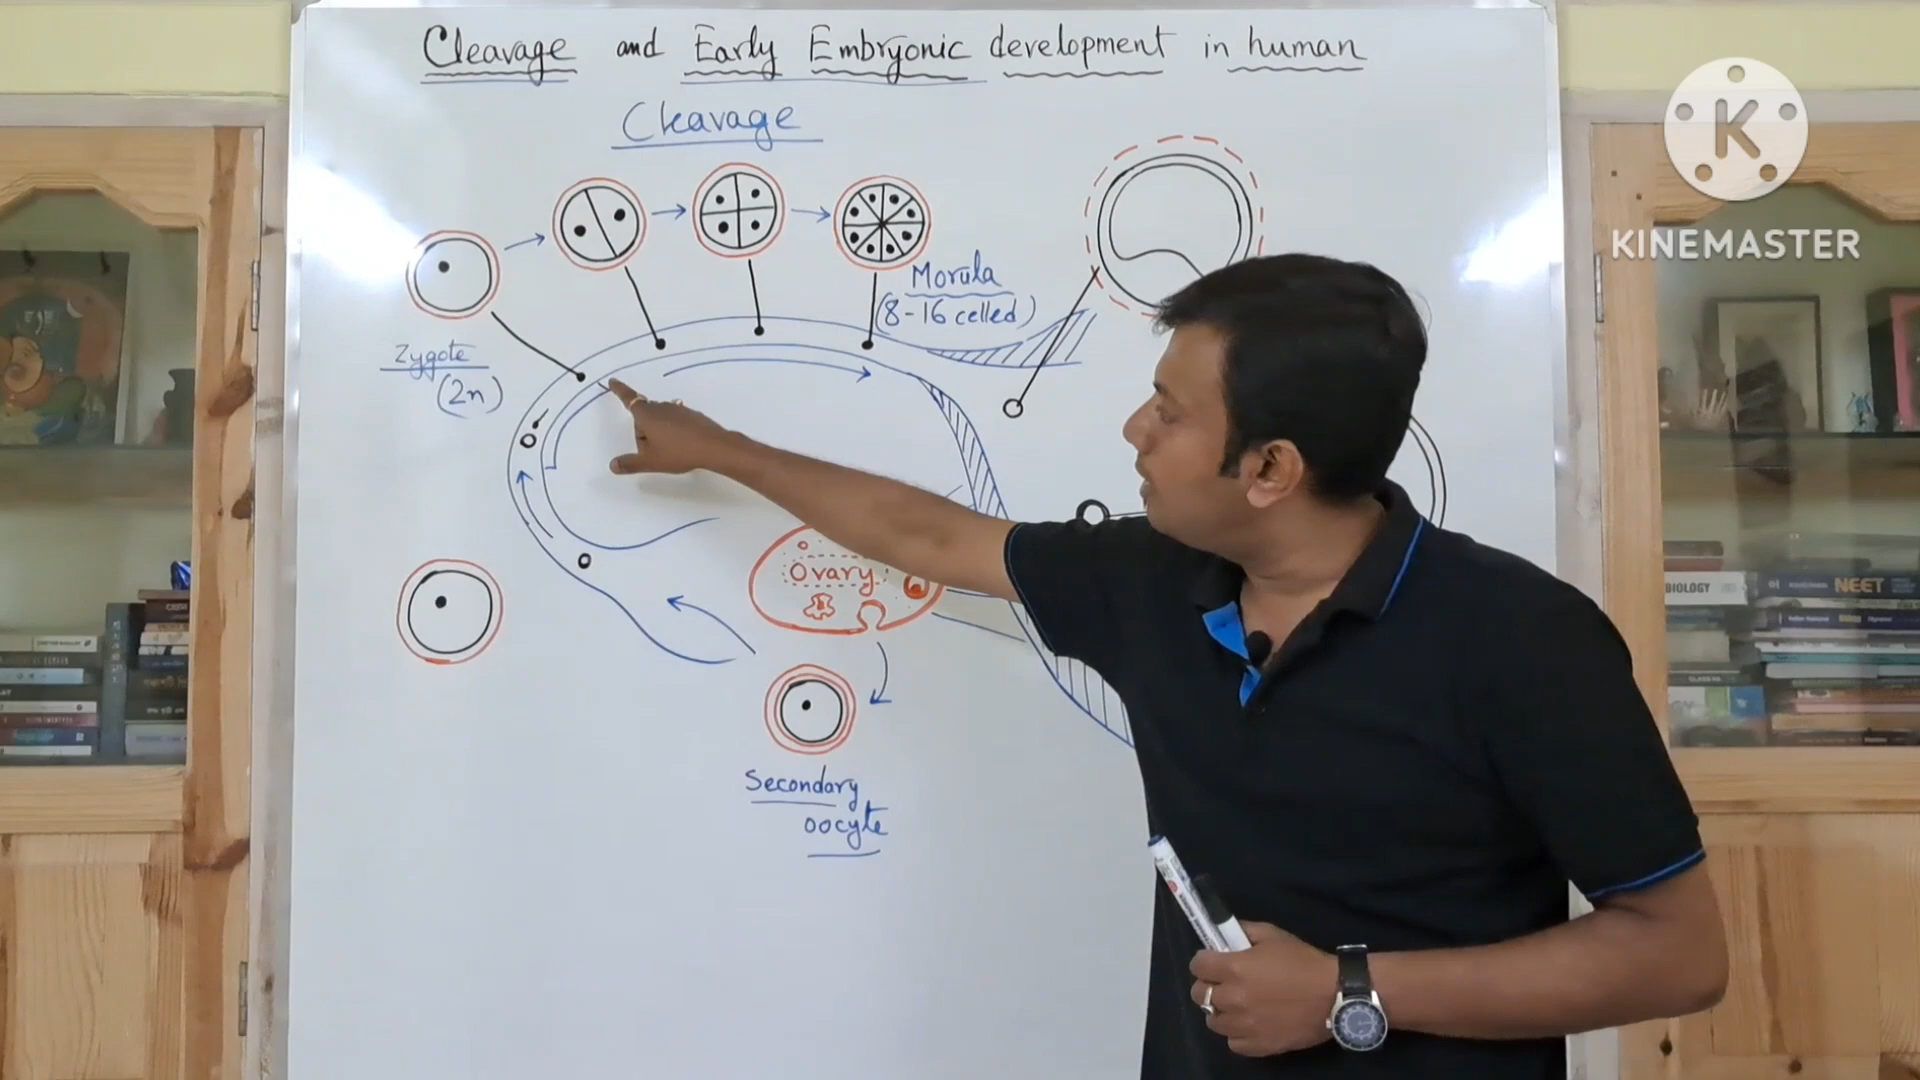 Cleavage and Early Embryonic development in human
Cleavage
K
KINEMASTER
Morula
(8-16 celled)
Zygote
(2n)
Ovary
Secondary
oocyte
BIOLOGY
NEET